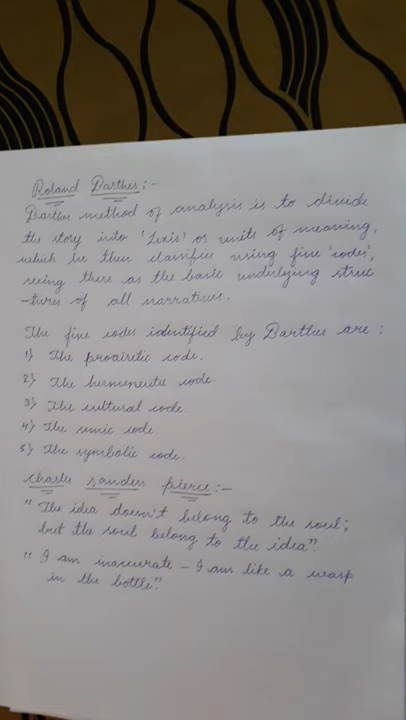 Roland Barthes :-
Barthes method of analysis is to divide
the story into 'Lexis' or units of meaning,
which he then classifies using five 'codes',
seeing these as the basic underlying struc
-tures of all narratives.
The five codes identified by Barthes are :
1) The proairetic code.
2) The hermeneutic code.
3) The cultural code
4) The semic code
5) The symbolic code.
Charles Sanders Pierce :-
"The idea doesn't belong to the soul;
but the soul belong to the idea".
"I am inaccurate - I am like a wasp
in the bottle."